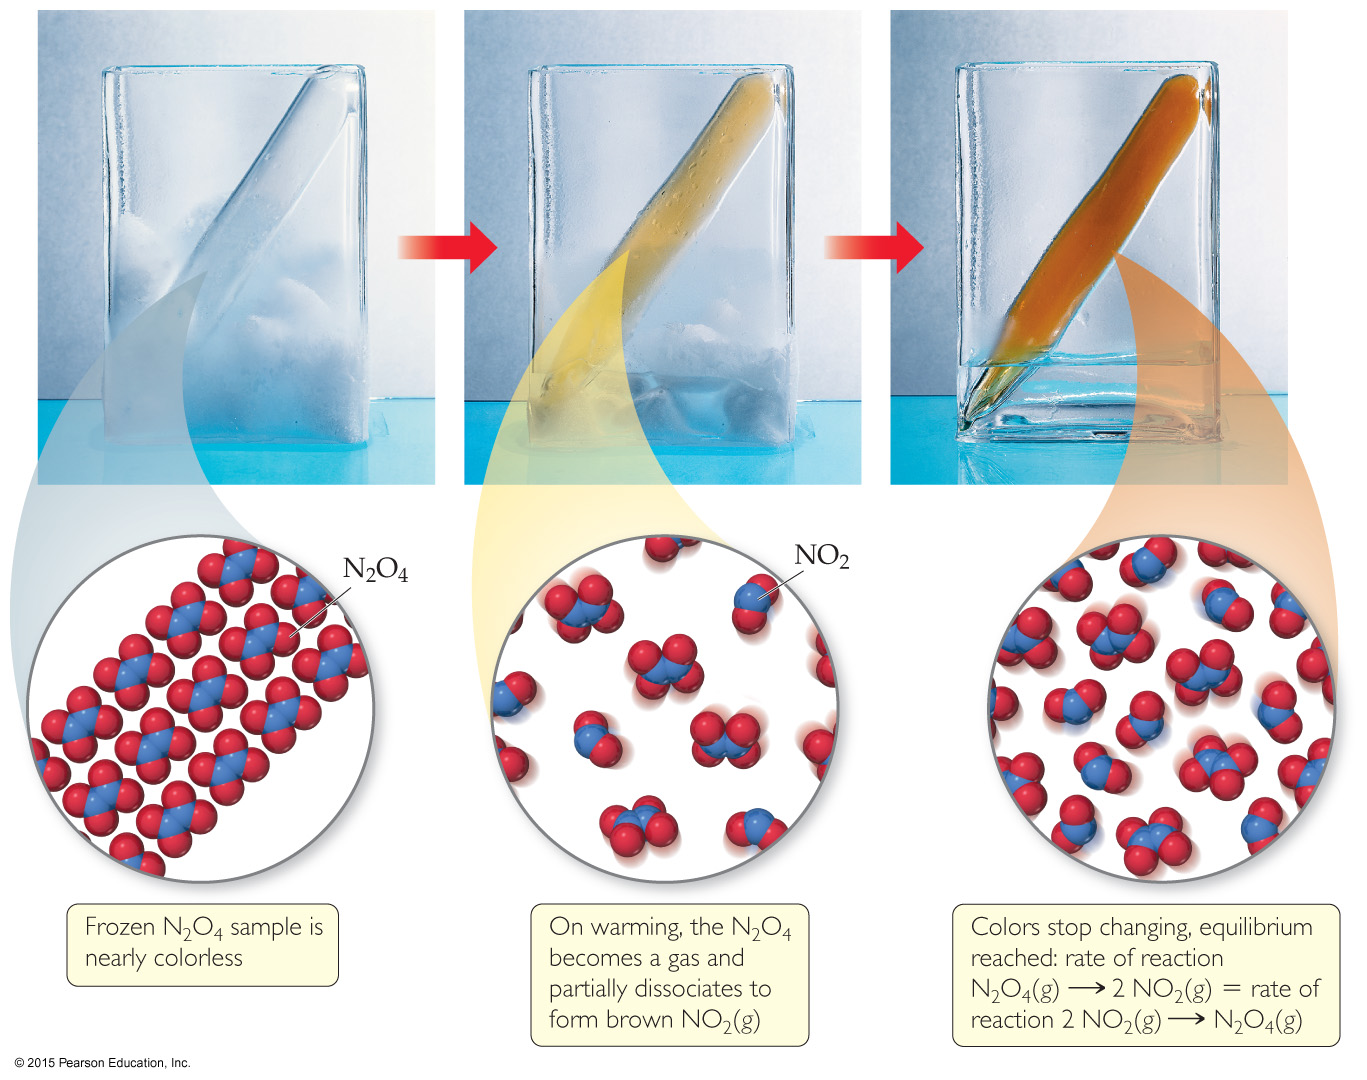 N₂O₄
NO₂
Frozen N₂O₄ sample is
nearly colorless
On warming, the N₂O₄
becomes a gas and
partially dissociates to
form brown NO₂(g)
Colors stop changing, equilibrium
reached: rate of reaction
N₂O₄(g) ⟶ 2 NO₂(g) = rate of
reaction 2 NO₂(g) ⟶ N₂O₄(g)
© 2015 Pearson Education, Inc.